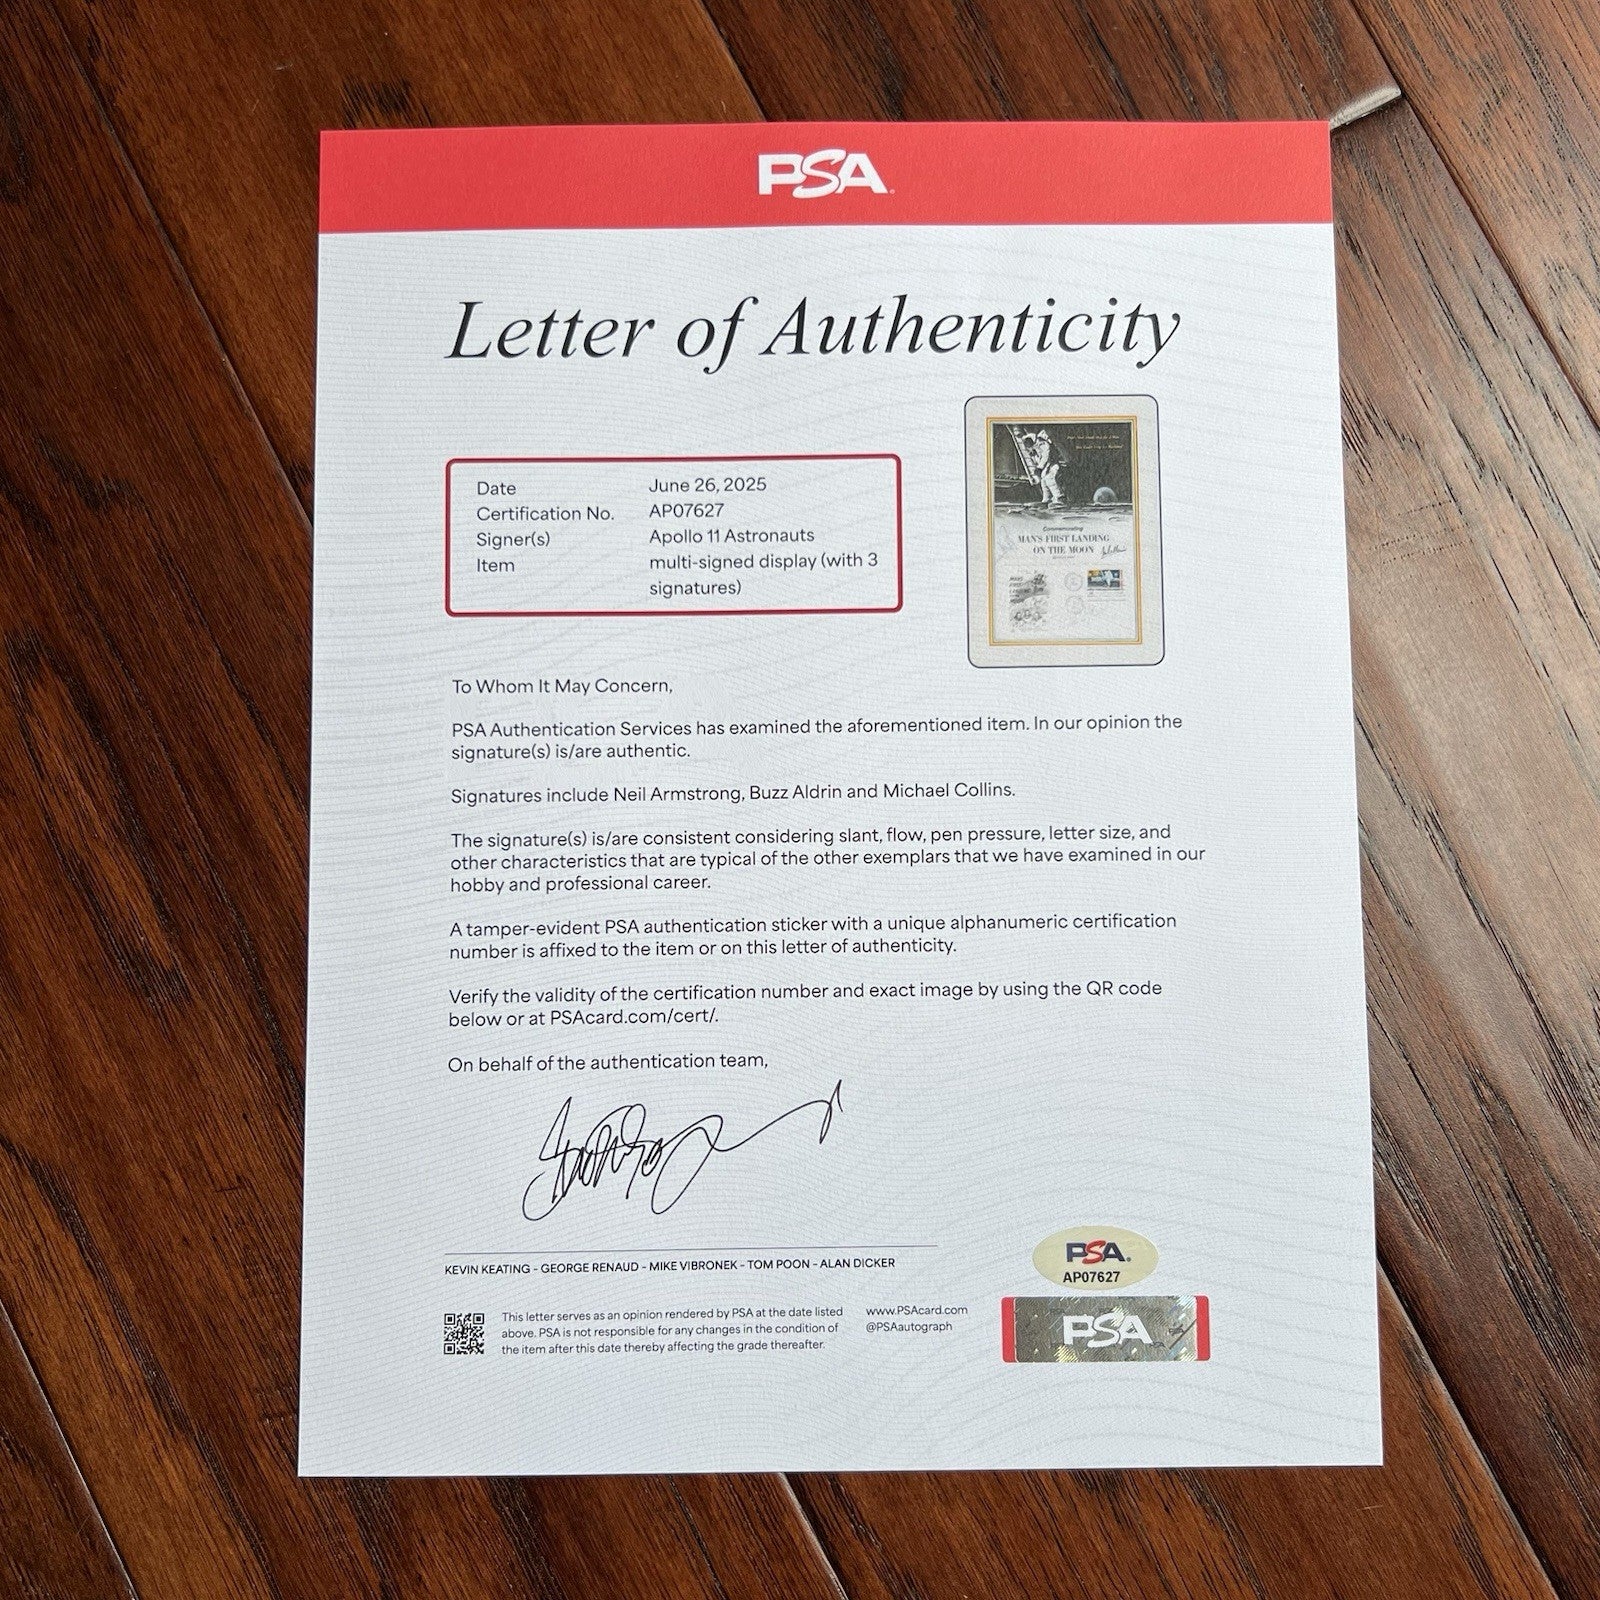 PSA
Letter of Authenticity
Date June 26, 2025
Certification No. AP07627
Signer(s) Apollo 11 Astronauts
Item multi-signed display (with 3
signatures)
Commemorating
MAN'S FIRST LANDING
ON THE MOON
To Whom It May Concern,
PSA Authentication Services has examined the aforementioned item. In our opinion the
signature(s) is/are authentic.
Signatures include Neil Armstrong, Buzz Aldrin and Michael Collins.
The signature(s) is/are consistent considering slant, flow, pen pressure, letter size, and
other characteristics that are typical of the other exemplars that we have examined in our
hobby and professional career.
A tamper-evident PSA authentication sticker with a unique alphanumeric certification
number is affixed to the item or on this letter of authenticity.
Verify the validity of the certification number and exact image by using the QR code
below or at PSAcard.com/cert/.
On behalf of the authentication team,
KEVIN KEATING - GEORGE RENAUD - MIKE VIBRONEK - TOM POON - ALAN DICKER
This letter serves as an opinion rendered by PSA at the date listed
above. PSA is not responsible for any changes in the condition of
the item after this date thereby affecting the grade thereafter.
www.PSAcard.com
@PSAautograph
PSA
AP07627
PSA